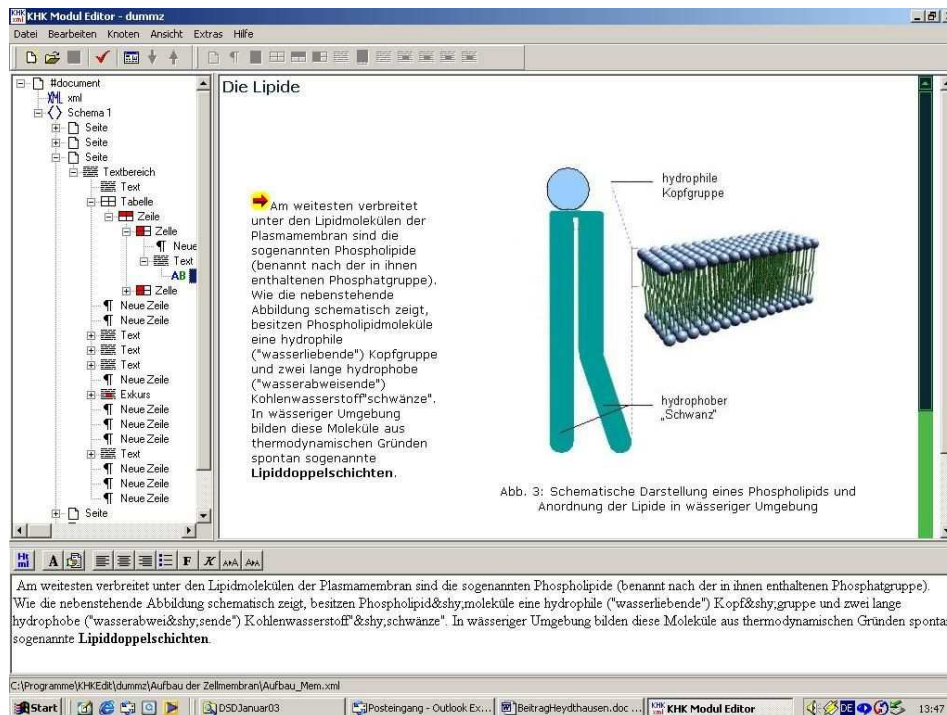 KHK Modul Editor - dummz
Datei Bearbeiten Knoten Ansicht Extras Hilfe
#document
XML xml
Schema 1
Seite
Seite
Seite
Textbereich
Text
Tabelle
Zeile
Zelle
Neue
Text
AB
Zelle
Neue Zeile
Neue Zeile
Text
Text
Text
Neue Zeile
Exkurs
Neue Zeile
Neue Zeile
Neue Zeile
Text
Neue Zeile
Neue Zeile
Neue Zeile
Seite
Die Lipide
Am weitesten verbreitet
unter den Lipidmolekülen der
Plasmamembran sind die
sogenannten Phospholipide
(benannt nach der in ihnen
enthaltenen Phosphatgruppe).
Wie die nebenstehende
Abbildung schematisch zeigt,
besitzen Phospholipidmoleküle
eine hydrophile
("wasserliebende") Kopfgruppe
und zwei lange hydrophobe
("wasserabweisende")
Kohlenwasserstoff"schwänze".
In wässeriger Umgebung
bilden diese Moleküle aus
thermodynamischen Gründen
spontan sogenannte
Lipiddoppelschichten.
hydrophile
Kopfgruppe
hydrophober
„Schwanz"
Abb. 3: Schematische Darstellung eines Phospholipids und
Anordnung der Lipide in wässeriger Umgebung
Ht ml A F K
Am weitesten verbreitet unter den Lipidmolekülen der Plasmamembran sind die sogenannten Phospholipide (benannt nach der in ihnen enthaltenen Phosphatgruppe).
Wie die nebenstehende Abbildung schematisch zeigt, besitzen Phospholipid&shy;moleküle eine hydrophile ("wasserliebende") Kopf&shy;gruppe und zwei lange
hydrophobe ("wasserabwei&shy;sende") Kohlenwasserstoff"&shy;schwänze". In wässeriger Umgebung bilden diese Moleküle aus thermodynamischen Gründen sponta
sogenannte Lipiddoppelschichten.
C:\Programme\KHKEdit\dummz\Aufbau der Zellmembran\Aufbau_Mem.xml
Start DSDJanuar03 Posteingang - Outlook Ex... BeitragHeydthausen.doc ... KHK Modul Editor DE 13:47